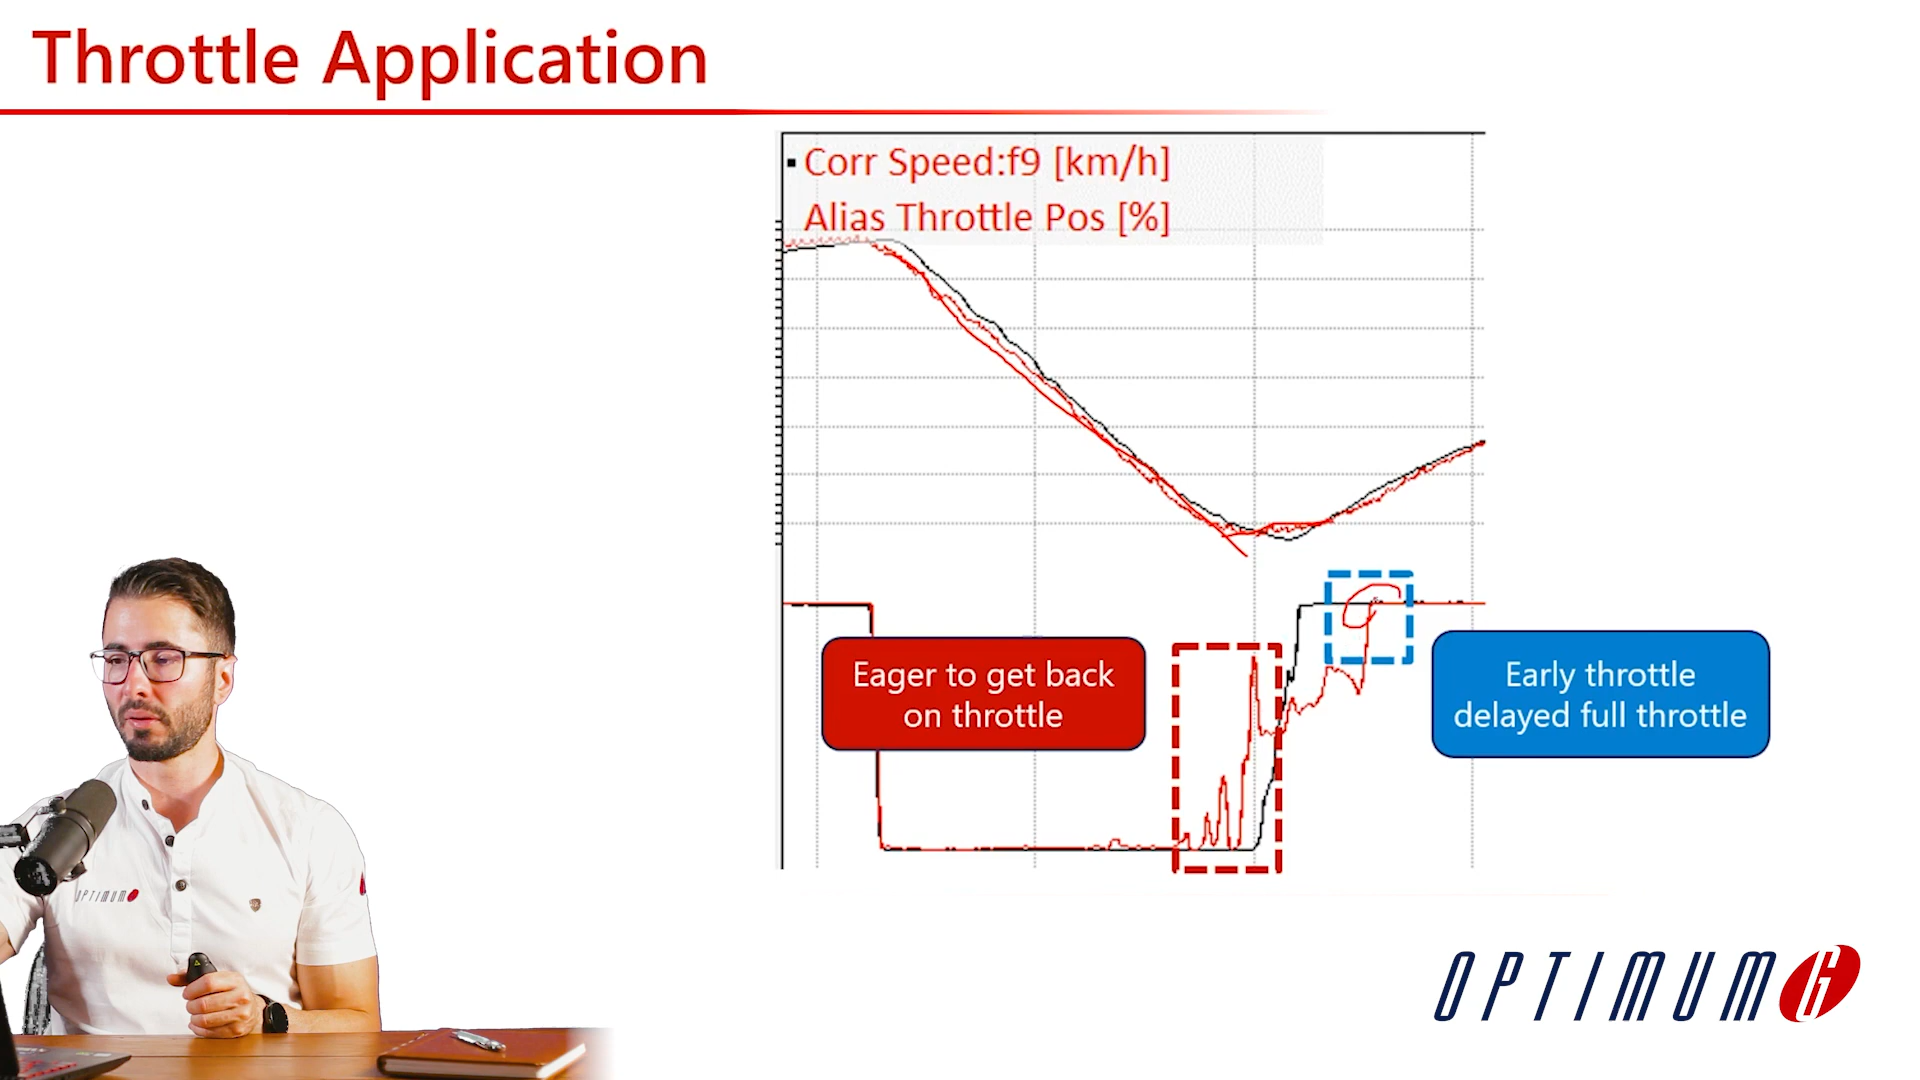 Throttle Application
Corr Speed:f9 [km/h]
Alias Throttle Pos [%]
Eager to get back
on throttle
Early throttle
delayed full throttle
OPTIMUM
OPTIMUMG